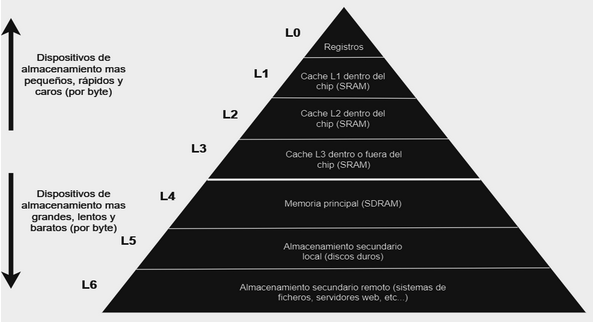 L0
Registros
Dispositivos de
almacenamiento mas
pequeños, rápidos y
caros (por byte)
L1
Cache L1 dentro del
chip (SRAM)
L2
Cache L2 dentro del
chip (SRAM)
L3
Cache L3 dentro o fuera del
chip (SRAM)
Dispositivos de
almacenamiento mas
grandes, lentos y
baratos (por byte)
L4
Memoria principal (SDRAM)
L5
Almacenamiento secundario
local (discos duros)
L6
Almacenamiento secundario remoto (sistemas de
ficheros, servidores web, etc...)